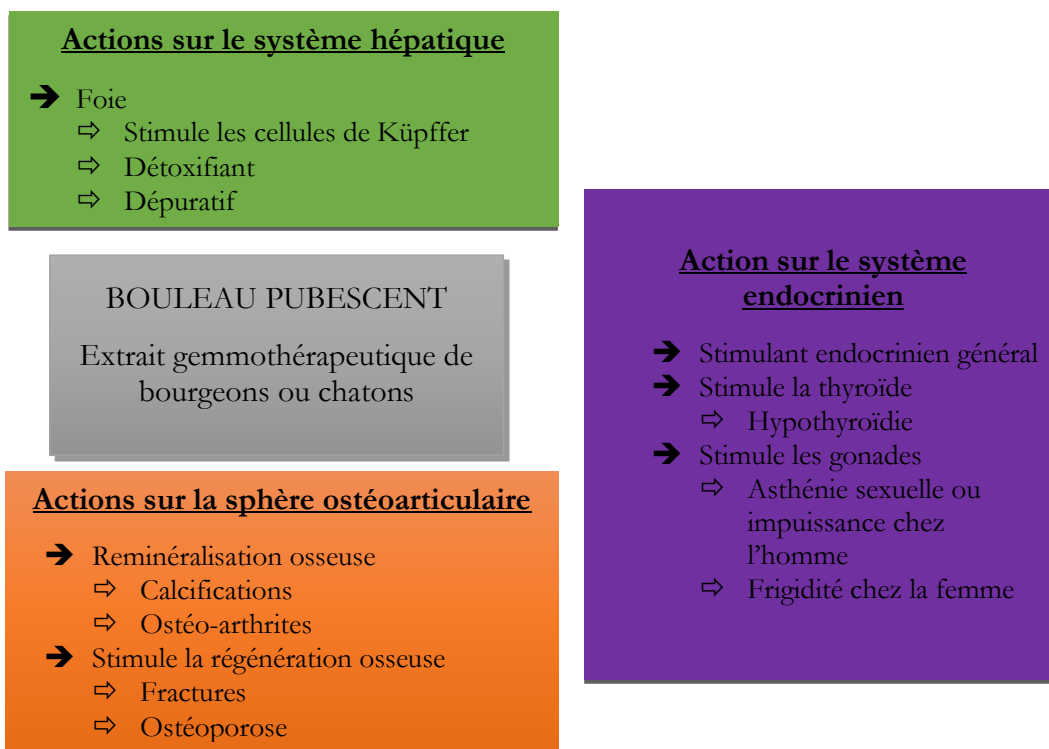 Actions sur le système hépatique
➔ Foie
⇨ Stimule les cellules de Küpffer
⇨ Détoxifiant
⇨ Dépuratif
BOULEAU PUBESCENT
Extrait gemmothérapeutique de
bourgeons ou chatons
Actions sur la sphère ostéoarticulaire
➔ Reminéralisation osseuse
⇨ Calcifications
⇨ Ostéo-arthrites
➔ Stimule la régénération osseuse
⇨ Fractures
⇨ Ostéoporose
Action sur le système
endocrinien
➔ Stimulant endocrinien général
➔ Stimule la thyroïde
⇨ Hypothyroïdie
➔ Stimule les gonades
⇨ Asthénie sexuelle ou
impuissance chez
l’homme
⇨ Frigidité chez la femme